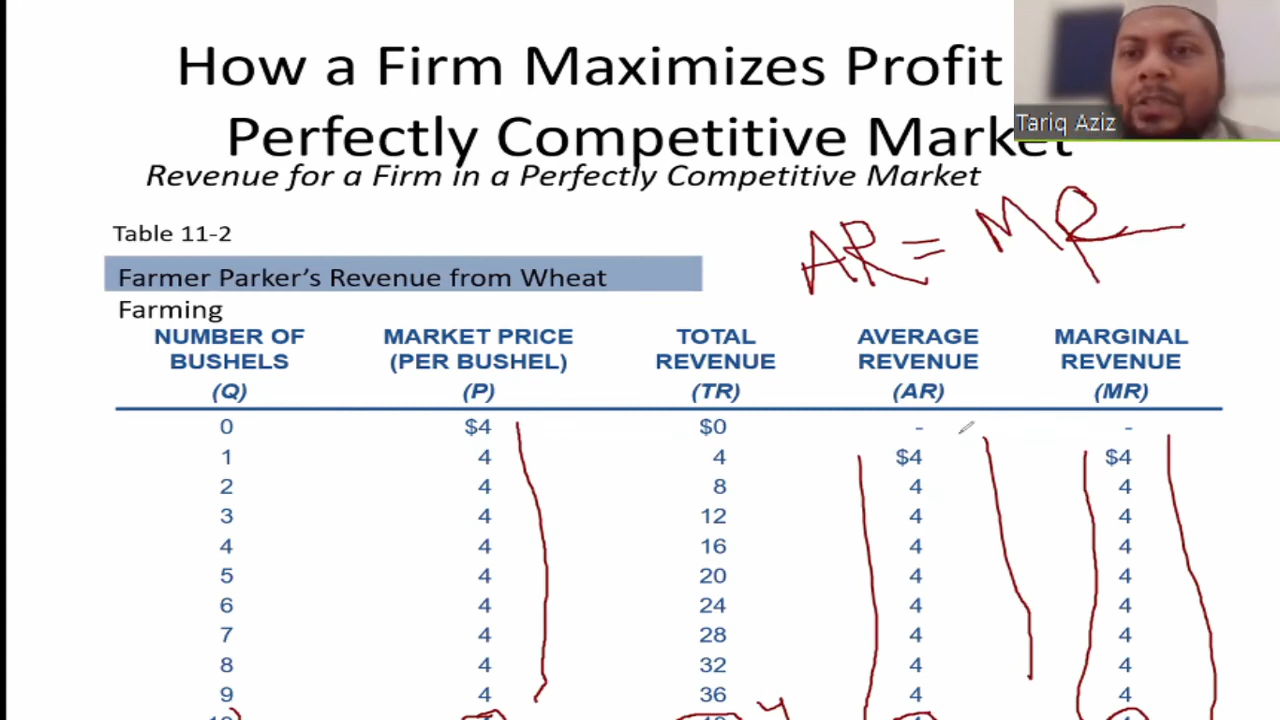 How a Firm Maximizes Profit
Perfectly Competitive Market
Tariq Aziz
Revenue for a Firm in a Perfectly Competitive Market
AR = MR
Table 11-2
Farmer Parker's Revenue from Wheat
Farming
NUMBER OF BUSHELS (Q) MARKET PRICE (PER BUSHEL) (P) TOTAL REVENUE (TR) AVERAGE REVENUE (AR) MARGINAL REVENUE (MR)
0 $4 $0 - -
1 4 4 $4 $4
2 4 8 4 4
3 4 12 4 4
4 4 16 4 4
5 4 20 4 4
6 4 24 4 4
7 4 28 4 4
8 4 32 4 4
9 4 36 4 4